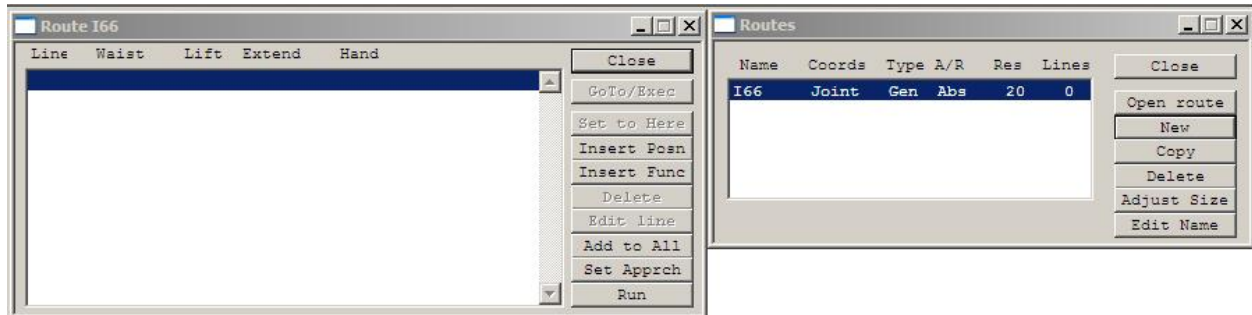 Route I66
Line Waist Lift Extend Hand
Close
GoTo/Exec
Set to Here
Insert Posn
Insert Func
Delete
Edit line
Add to All
Set Apprch
Run
Routes
Name Coords Type A/R Res Lines
I66 Joint Gen Abs 20 0
Close
Open route
New
Copy
Delete
Adjust Size
Edit Name